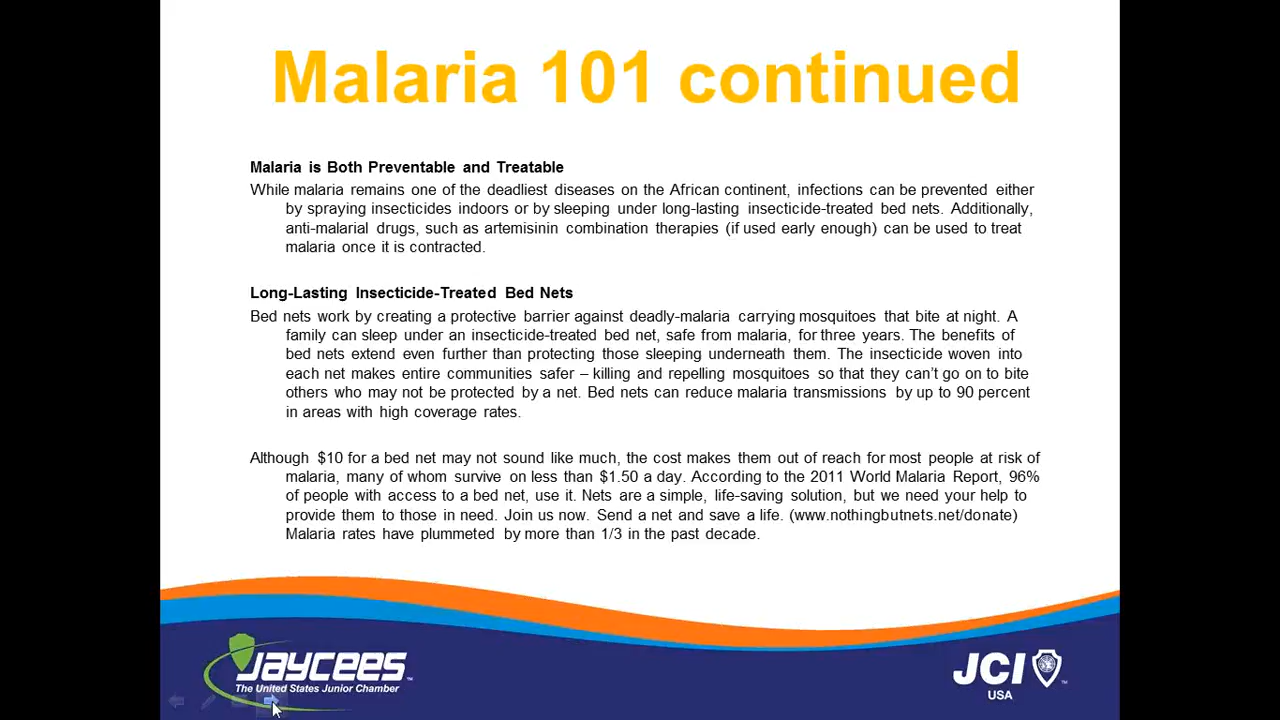 Malaria 101 continued
Malaria is Both Preventable and Treatable
While malaria remains one of the deadliest diseases on the African continent, infections can be prevented either
by spraying insecticides indoors or by sleeping under long-lasting insecticide-treated bed nets. Additionally,
anti-malarial drugs, such as artemisinin combination therapies (if used early enough) can be used to treat
malaria once it is contracted.
Long-Lasting Insecticide-Treated Bed Nets
Bed nets work by creating a protective barrier against deadly-malaria carrying mosquitoes that bite at night. A
family can sleep under an insecticide-treated bed net, safe from malaria, for three years. The benefits of
bed nets extend even further than protecting those sleeping underneath them. The insecticide woven into
each net makes entire communities safer – killing and repelling mosquitoes so that they can’t go on to bite
others who may not be protected by a net. Bed nets can reduce malaria transmissions by up to 90 percent
in areas with high coverage rates.
Although $10 for a bed net may not sound like much, the cost makes them out of reach for most people at risk of
malaria, many of whom survive on less than $1.50 a day. According to the 2011 World Malaria Report, 96%
of people with access to a bed net, use it. Nets are a simple, life-saving solution, but we need your help to
provide them to those in need. Join us now. Send a net and save a life. (www.nothingbutnets.net/donate)
Malaria rates have plummeted by more than 1/3 in the past decade.
Jaycees™
The United States Junior Chamber
JCI™
USA